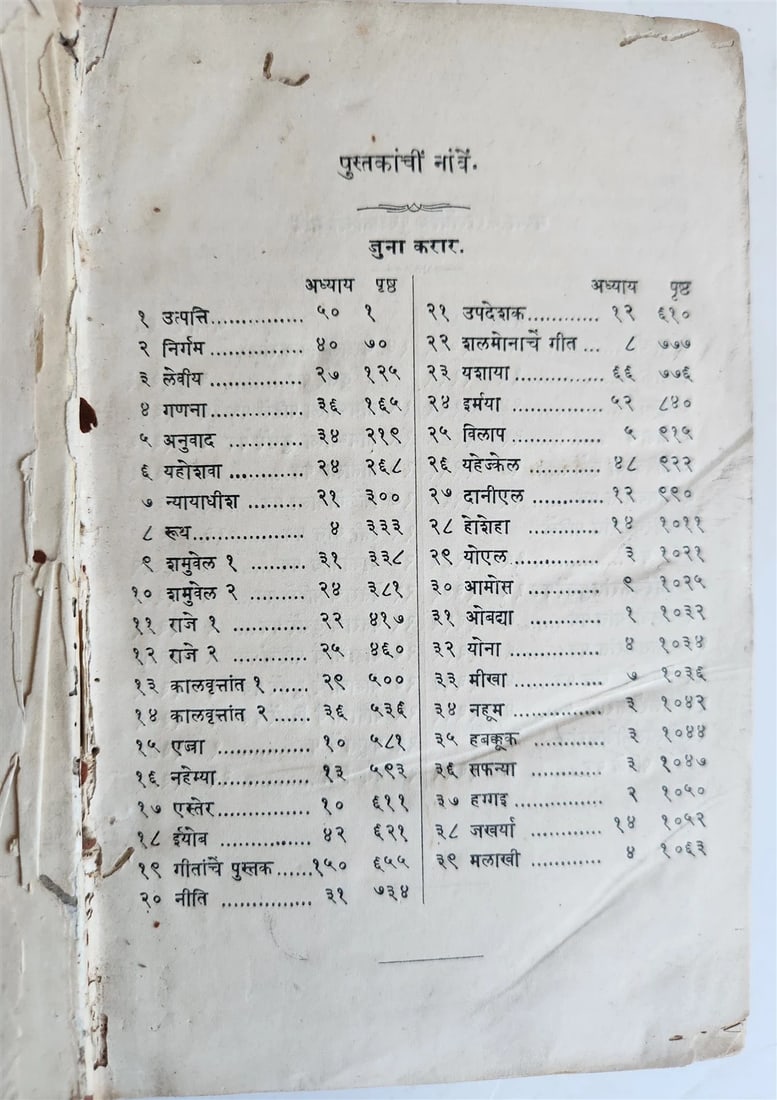 पुस्तकांचीं नांवें.
जुना करार.
अध्याय पृष्ठ
१ उत्पत्ति............... ५० १
२ निर्गम ............... ४० ७०
३ लेवीय ............... २७ १२५
४ गणना ............... ३६ १६५
५ अनुवाद ............ ३४ २१९
६ यहोशवा ............ २४ २६८
७ न्यायाधीश ......... २१ ३००
८ रूथ.................. ४ ३३३
९ शमुवेल १ ......... ३१ ३३८
१० शमुवेल २ ......... २४ ३८१
११ राजे १ ............ २२ ४१७
१२ राजे २ ............ २५ ४६०
१३ कालवृत्तांत १ ...... २९ ५००
१४ कालवृत्तांत २ ...... ३६ ५३६
१५ एज्रा ............... १० ५८१
१६ नहेम्या............... १३ ५९३
१७ एस्तेर............... १० ६११
१८ ईयोब ............... ४२ ६२१
१९ गीतांचें पुस्तक ......१५० ६५५
२० नीति ............... ३१ ७३४
अध्याय पृष्ठ
२१ उपदेशक............ १२ ६१०
२२ शलमोनाचें गीत ... ८ ७७७
२३ यशाया ............... ६६ ७७६
२४ इर्मया ............... ५२ ८४०
२५ विलाप............... ५ ९१५
२६ यहेज्केल ............ ४८ ९२२
२७ दानीएल ............ १२ ९९०
२८ होशेहा ............ १४ १०११
२९ योएल............... ३ १०२१
३० आमोस ............ ९ १०२५
३१ ओबद्या ............ १ १०३२
३२ योना ............... ४ १०३४
३३ मीखा ............... ७ १०३६
३४ नहूम ............... ३ १०४२
३५ हबक्कूक ............ ३ १०४४
३६ सफन्या ............ ३ १०४७
३७ हग्गइ ............... २ १०५०
३८ जखर्या ............ १४ १०५२
३९ मलाखी ............ ४ १०६३